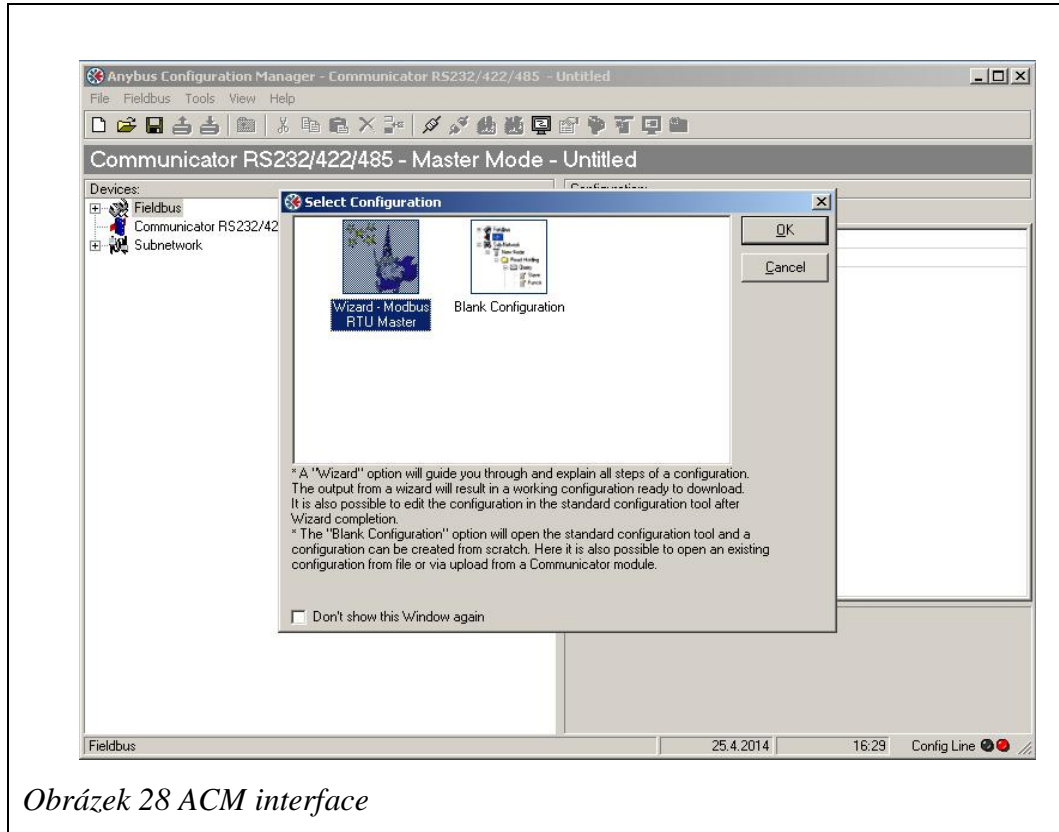 Anybus Configuration Manager - Communicator RS232/422/485 - Untitled
File Fieldbus Tools View Help
Communicator RS232/422/485 - Master Mode - Untitled
Devices:
Configuration:
Fieldbus
Communicator RS232/42
Subnetwork
Select Configuration
OK
Cancel
Wizard - Modbus
RTU Master
Blank Configuration
* A "Wizard" option will guide you through and explain all steps of a configuration.
The output from a wizard will result in a working configuration ready to download.
It is also possible to edit the configuration in the standard configuration tool after
Wizard completion.
* The "Blank Configuration" option will open the standard configuration tool and a
configuration can be created from scratch. Here it is also possible to open an existing
configuration from file or via upload from a Communicator module.
Don't show this Window again
Fieldbus 25.4.2014 16:29 Config Line
Obrázek 28 ACM interface